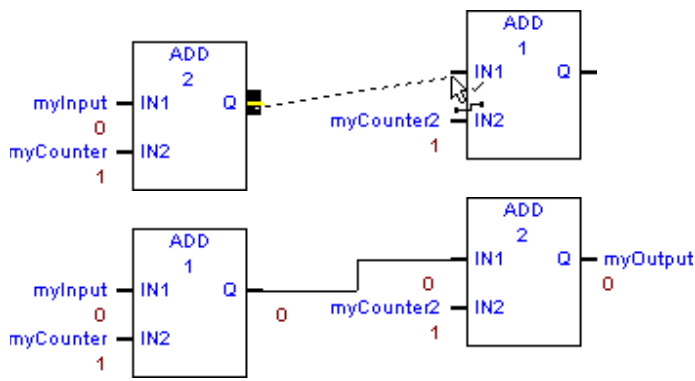 ADD
2
myInput IN1 Q
0
myCounter IN2
1
ADD
1
IN1 Q
myCounter2 IN2
1
ADD
1
myInput IN1 Q
0 0
myCounter IN2
1
ADD
2
IN1 Q myOutput
0 0
myCounter2 IN2
1